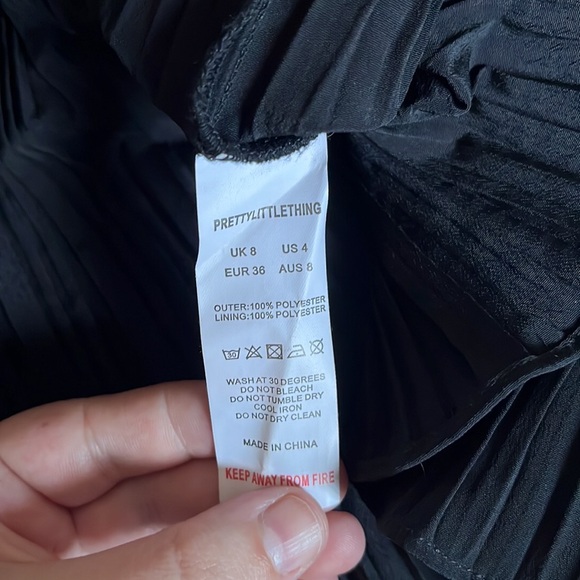 PRETTYLITTLETHING
UK 8 US 4
EUR 36 AUS 8
OUTER:100% POLYESTER
LINING:100% POLYESTER
30
WASH AT 30 DEGREES
DO NOT BLEACH
DO NOT TUMBLE DRY
COOL IRON
DO NOT DRY CLEAN
MADE IN CHINA
KEEP AWAY FROM FIRE